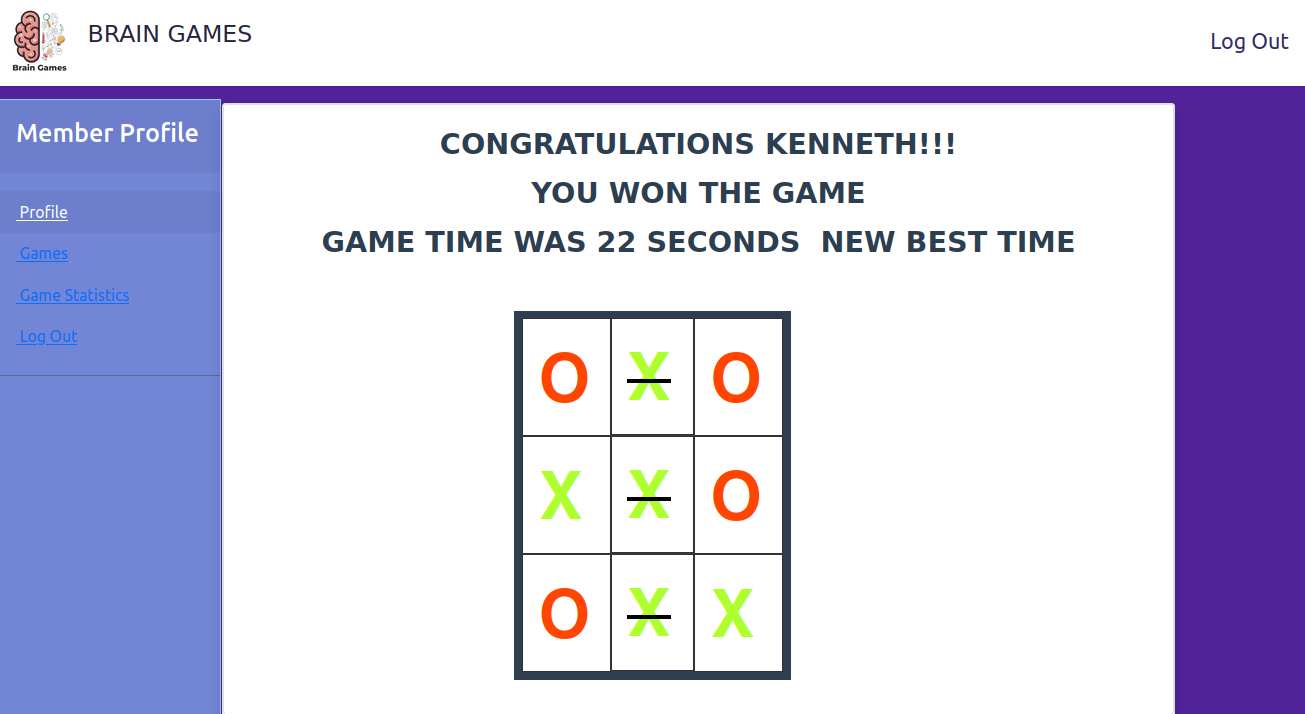 Brain Games
BRAIN GAMES
Log Out
Member Profile
Profile
Games
Game Statistics
Log Out
CONGRATULATIONS KENNETH!!!
YOU WON THE GAME
GAME TIME WAS 22 SECONDS  NEW BEST TIME
O X O
X X O
O X X